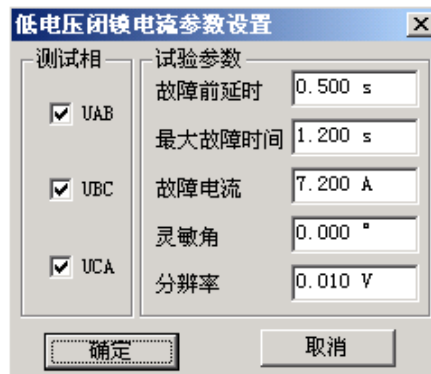 低电压闭锁电流参数设置
测试相
UAB
UBC
UCA
试验参数
故障前延时 0.500 s
最大故障时间 1.200 s
故障电流 7.200 A
灵敏角 0.000 °
分辨率 0.010 V
确定 取消